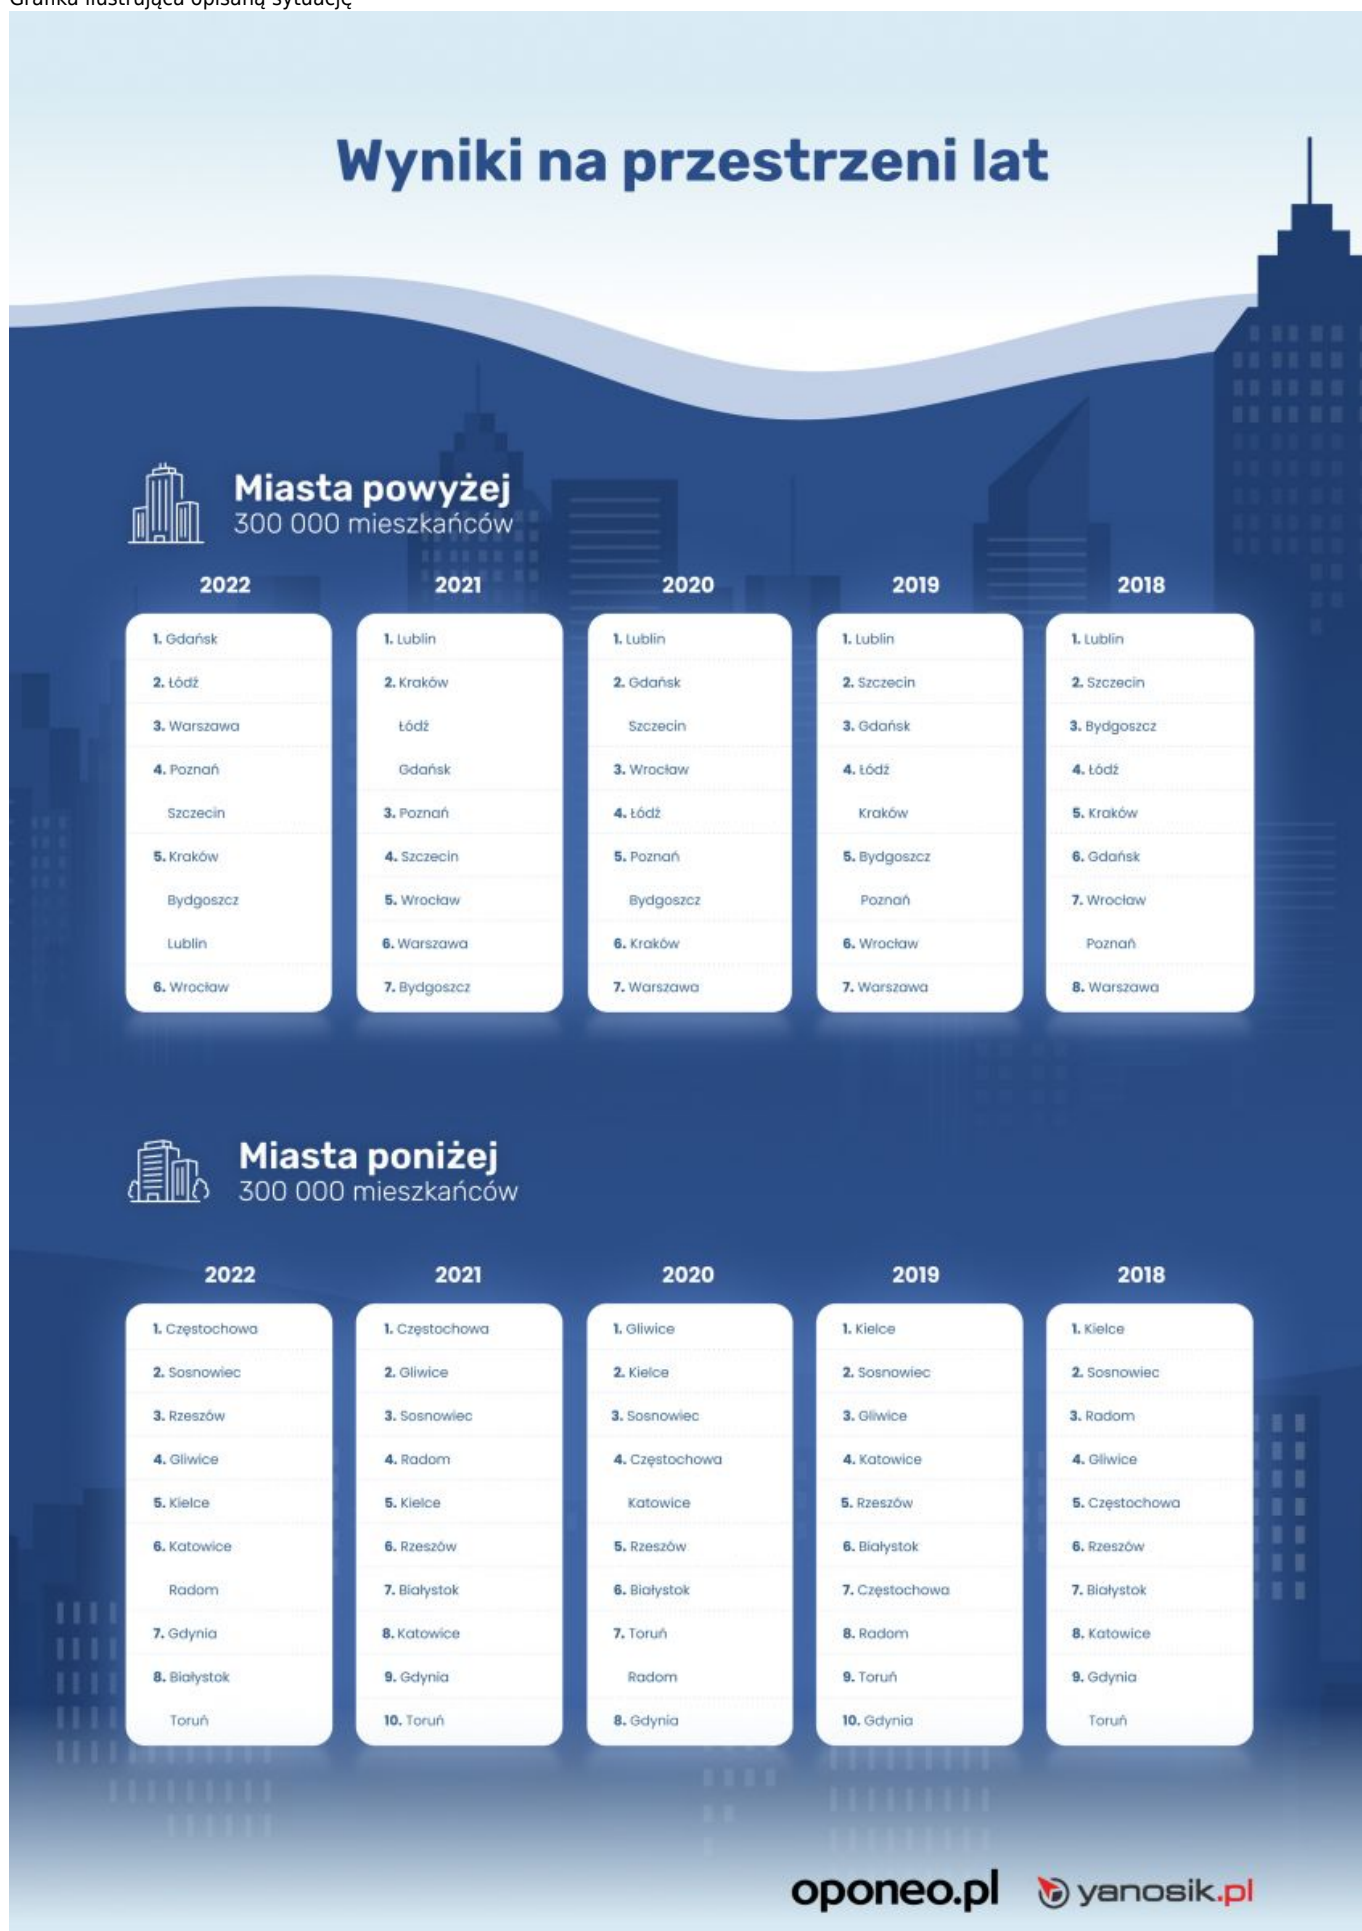 Grafika ilustrująca opisaną sytuację
Wyniki na przestrzeni lat
Miasta powyżej
300 000 mieszkańców
2022
1. Gdańsk
2. Łódź
3. Warszawa
4. Poznań
Szczecin
5. Kraków
Bydgoszcz
Lublin
6. Wrocław
2021
1. Lublin
2. Kraków
Łódź
Gdańsk
3. Poznań
4. Szczecin
5. Wrocław
6. Warszawa
7. Bydgoszcz
2020
1. Lublin
2. Gdańsk
Szczecin
3. Wrocław
4. Łódź
5. Poznań
Bydgoszcz
6. Kraków
7. Warszawa
2019
1. Lublin
2. Szczecin
3. Gdańsk
4. Łódź
Kraków
5. Bydgoszcz
Poznań
6. Wrocław
7. Warszawa
2018
1. Lublin
2. Szczecin
3. Bydgoszcz
4. Łódź
5. Kraków
6. Gdańsk
7. Wrocław
Poznań
8. Warszawa
Miasta poniżej
300 000 mieszkańców
2022
1. Częstochowa
2. Sosnowiec
3. Rzeszów
4. Gliwice
5. Kielce
6. Katowice
Radom
7. Gdynia
8. Białystok
Toruń
2021
1. Częstochowa
2. Gliwice
3. Sosnowiec
4. Radom
5. Kielce
6. Rzeszów
7. Białystok
8. Katowice
9. Gdynia
10. Toruń
2020
1. Gliwice
2. Kielce
3. Sosnowiec
4. Częstochowa
Katowice
5. Rzeszów
6. Białystok
7. Toruń
Radom
8. Gdynia
2019
1. Kielce
2. Sosnowiec
3. Gliwice
4. Katowice
5. Rzeszów
6. Białystok
7. Częstochowa
8. Radom
9. Toruń
10. Gdynia
2018
1. Kielce
2. Sosnowiec
3. Radom
4. Gliwice
5. Częstochowa
6. Rzeszów
7. Białystok
8. Katowice
9. Gdynia
Toruń
oponeo.pl
yanosik.pl